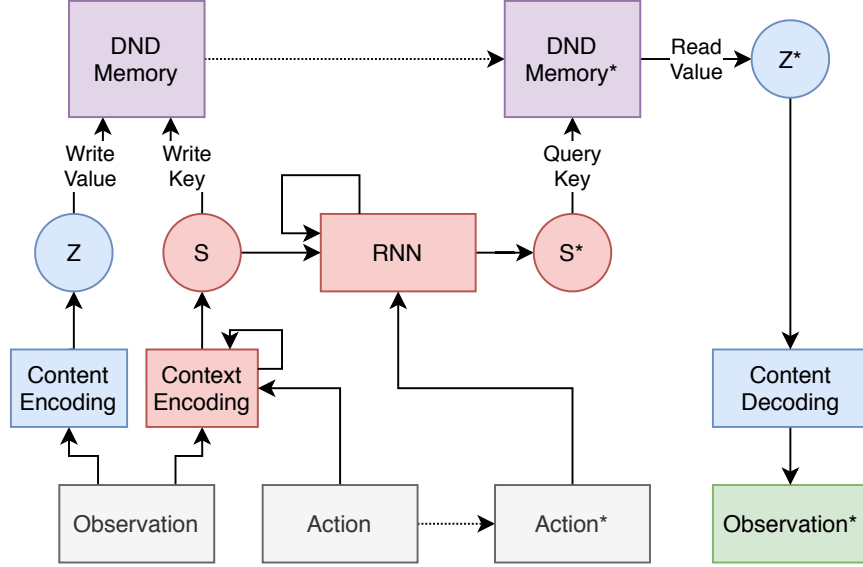 DND
Memory
DND
Memory*
Read
Value
Z*
Write
Value
Write
Key
Query
Key
Z
S
RNN
S*
Content
Encoding
Context
Encoding
Content
Decoding
Observation
Action
Action*
Observation*